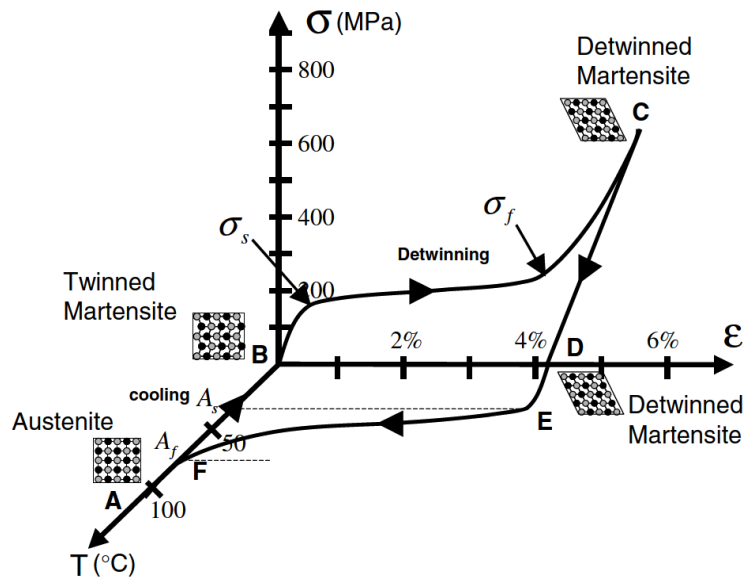 σ (MPa)
Detwinned
Martensite
C
800
600
400
σs
σf
Detwinning
200
Twinned
Martensite
B
2%
4%
D
6%
ε
cooling
As
E
Detwinned
Martensite
Austenite
Af
50
F
A
100
T (°C)